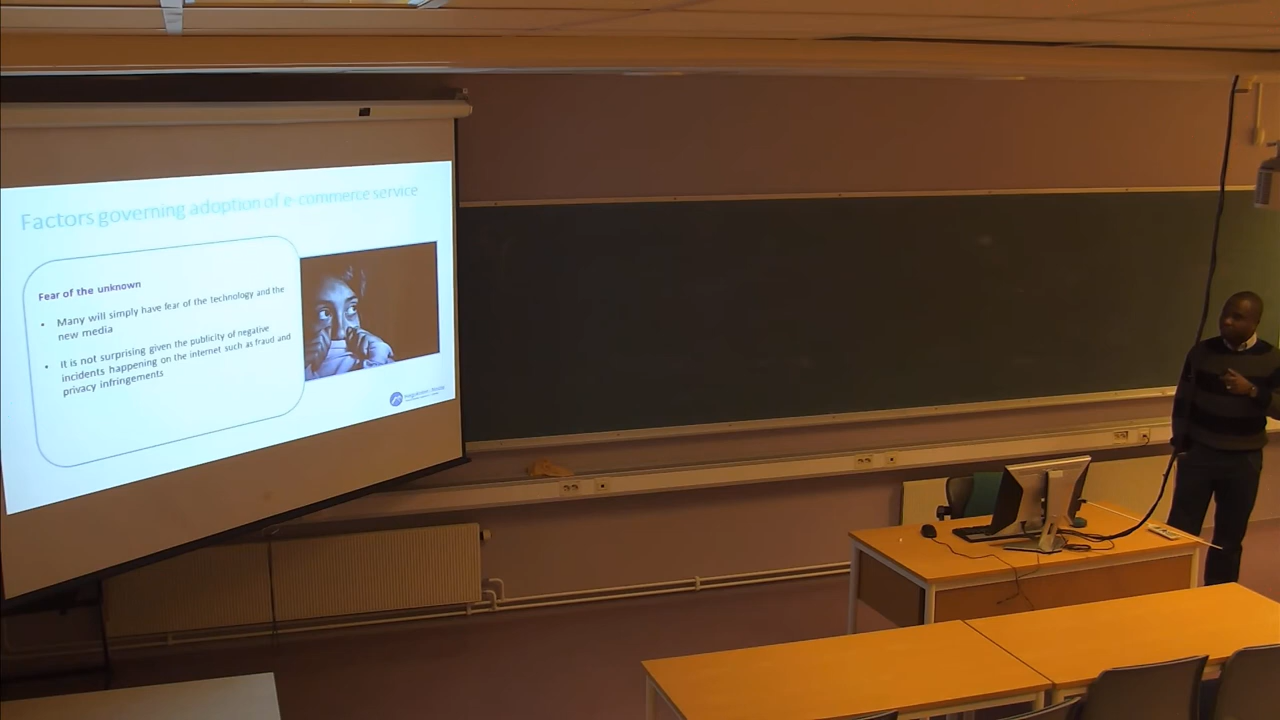 Factors governing adoption of e-commerce service
Fear of the unknown
• Many will simply have fear of the technology and the
new media
• It is not surprising given the publicity of negative
incidents happening on the internet such as fraud and
privacy infringements